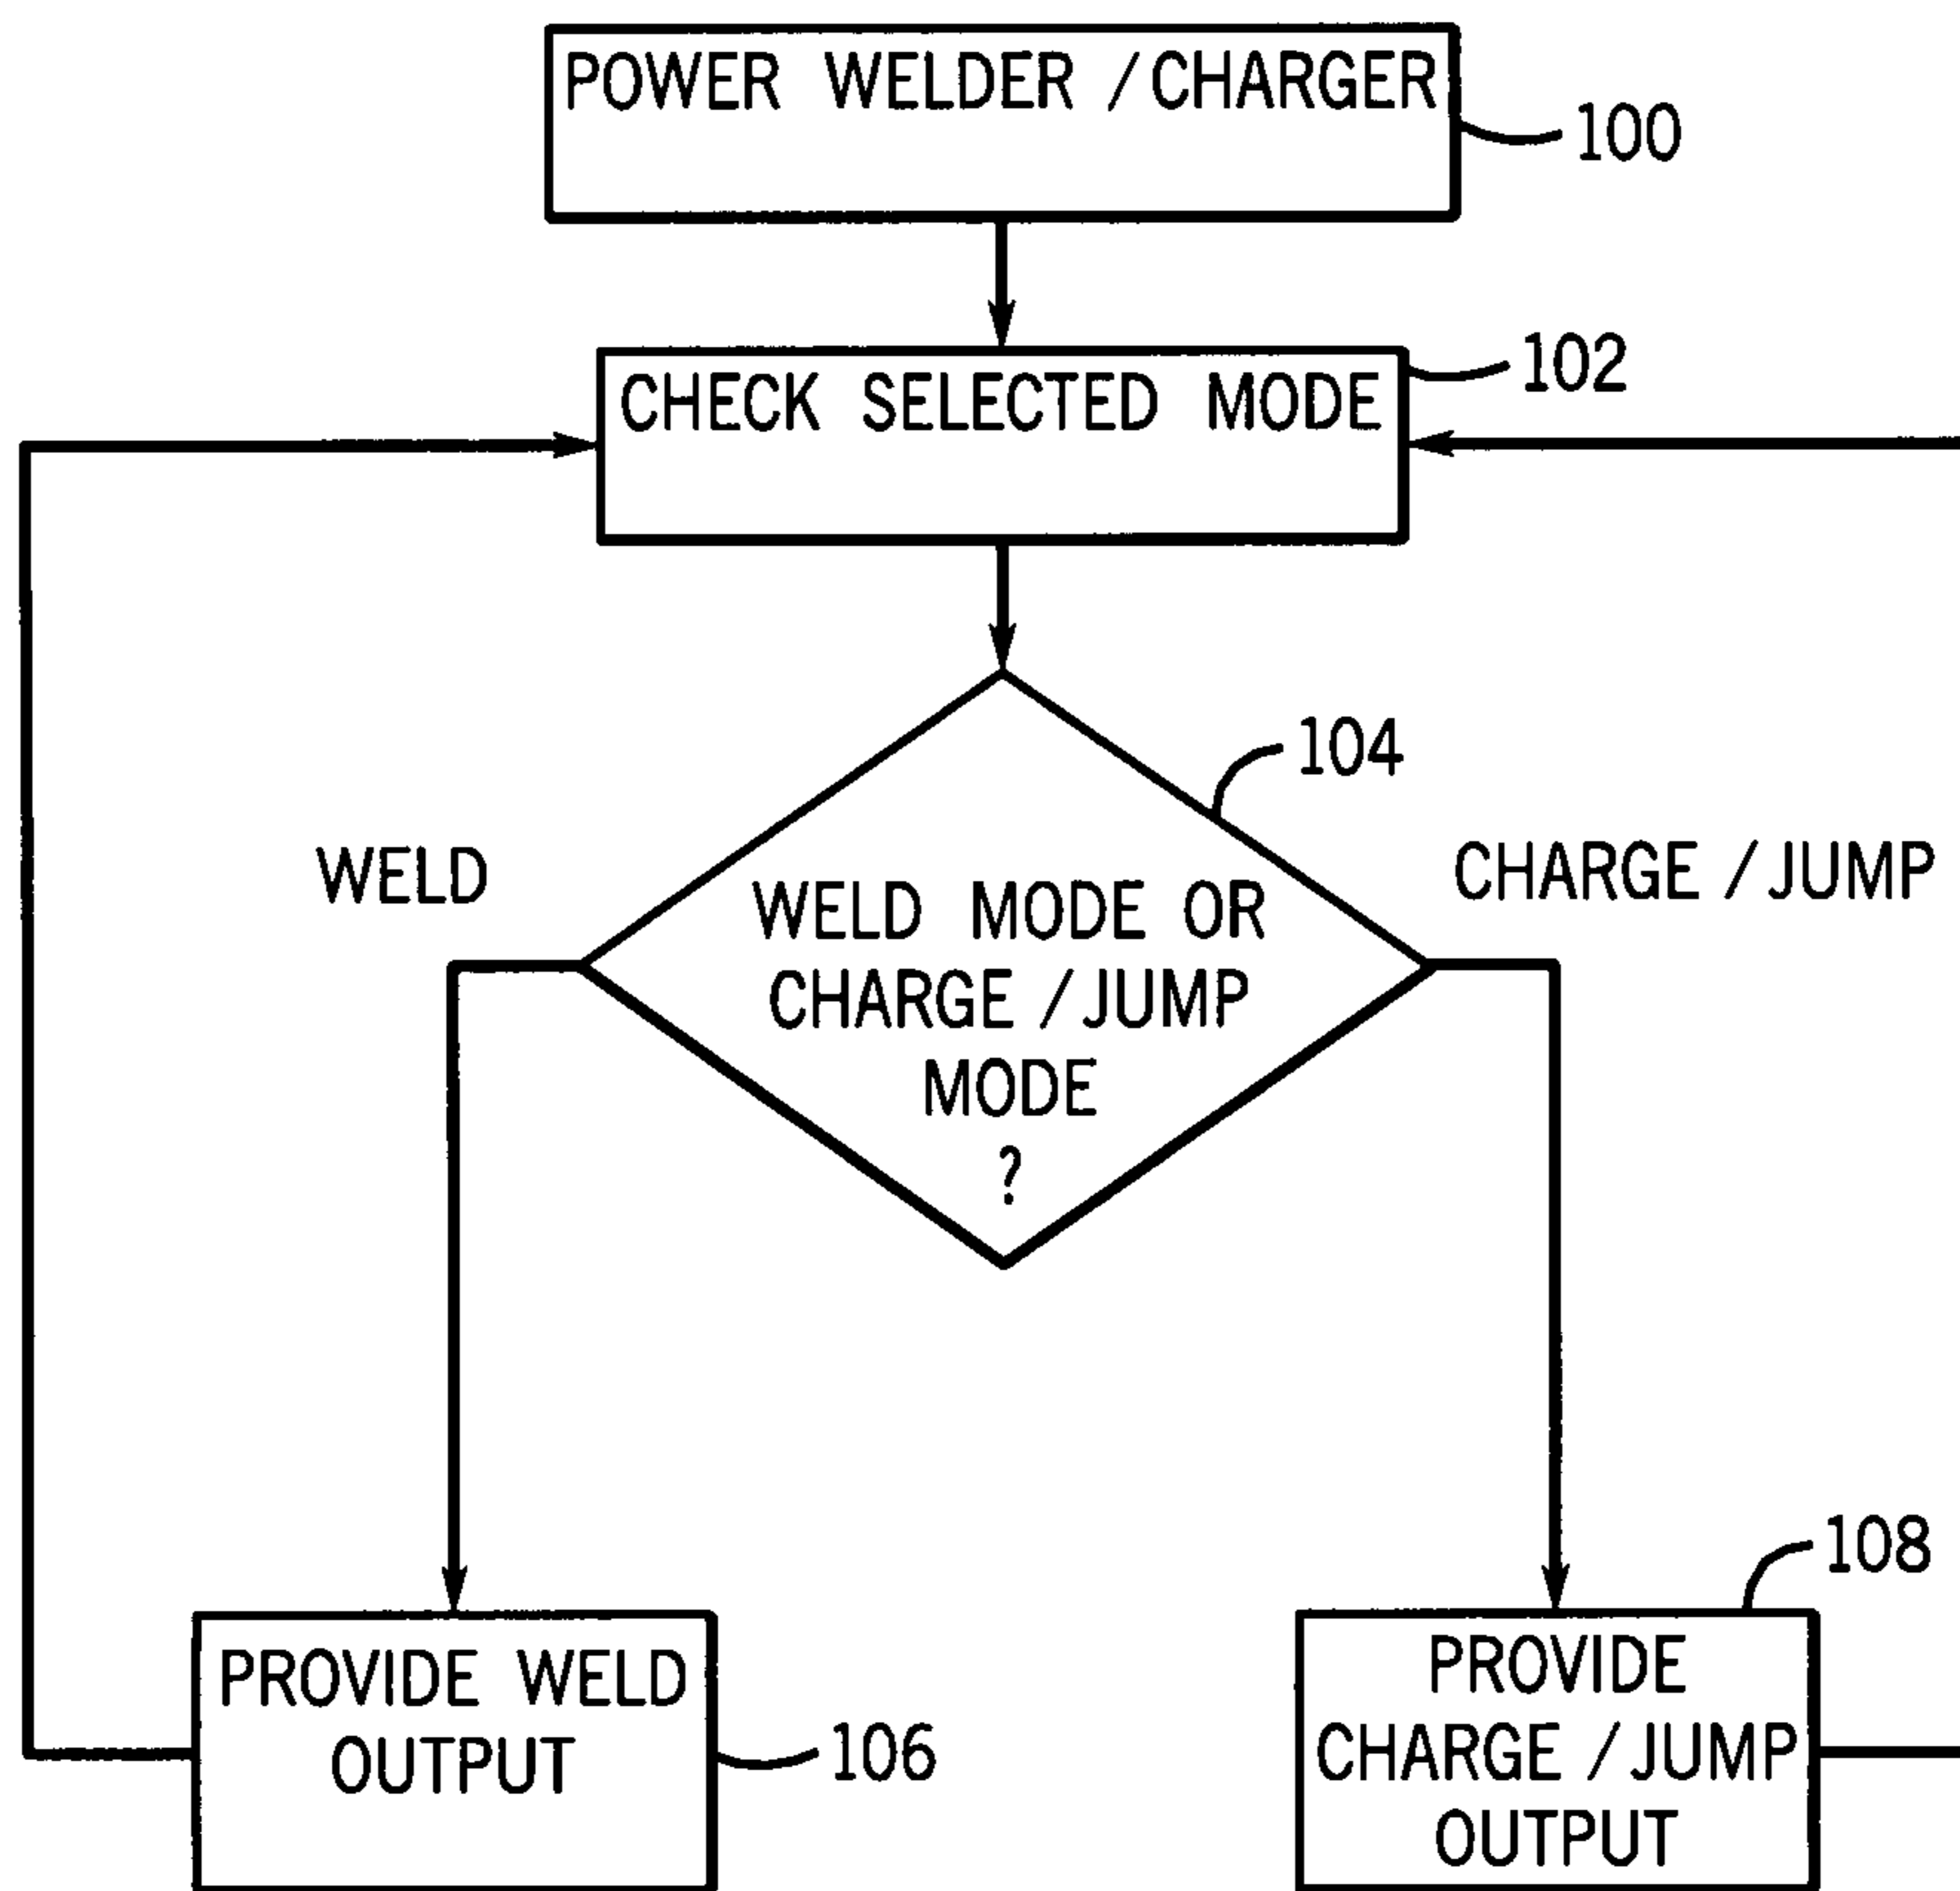 POWER WELDER /CHARGER
100
CHECK SELECTED MODE
102
104
WELD
CHARGE /JUMP
WELD MODE OR
CHARGE /JUMP
MODE
?
108
PROVIDE WELD
OUTPUT
106
PROVIDE
CHARGE /JUMP
OUTPUT